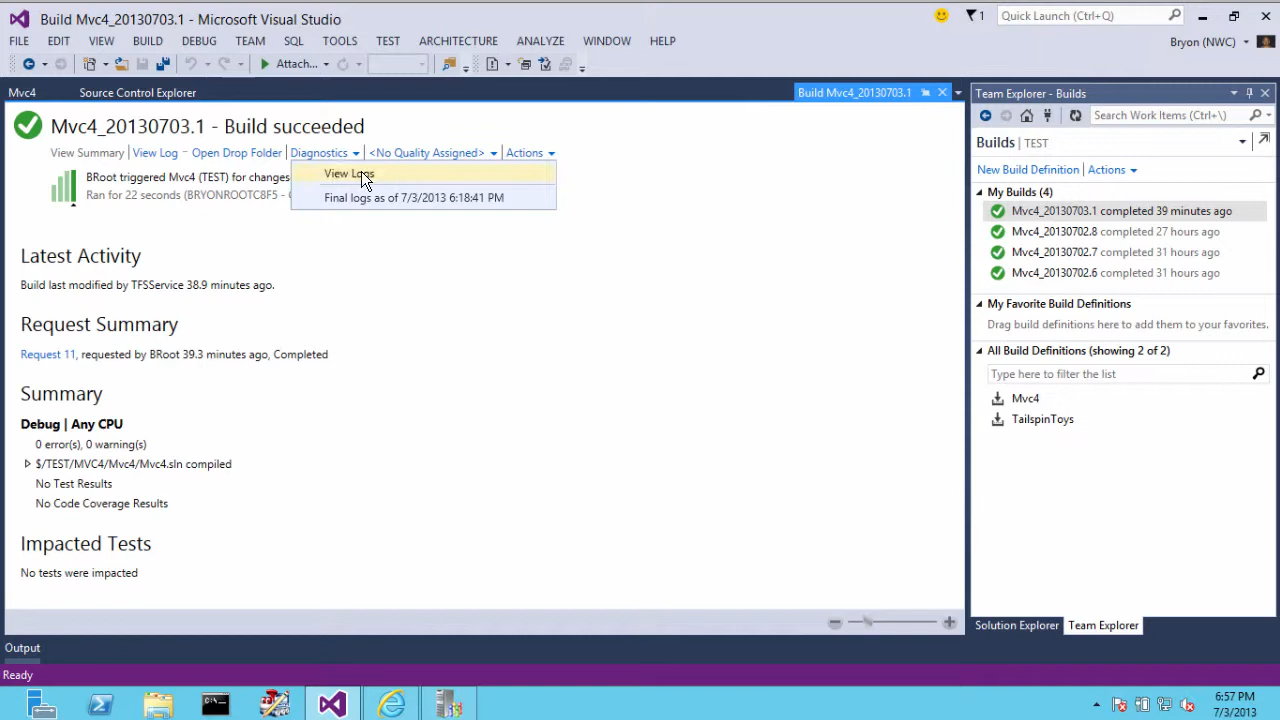 Build Mvc4_20130703.1 - Microsoft Visual Studio
1
Quick Launch (Ctrl+Q)
FILE EDIT VIEW BUILD DEBUG TEAM SQL TOOLS TEST ARCHITECTURE ANALYZE WINDOW HELP
Bryon (NWC)
Attach...
Mvc4 Source Control Explorer Build Mvc4_20130703.1
Mvc4_20130703.1 - Build succeeded
View Summary | View Log - Open Drop Folder | Diagnostics | <No Quality Assigned> | Actions
View Logs
Final logs as of 7/3/2013 6:18:41 PM
BRoot triggered Mvc4 (TEST) for changes
Ran for 22 seconds (BRYONROOTC8F5 -
Latest Activity
Build last modified by TFSService 38.9 minutes ago.
Request Summary
Request 11, requested by BRoot 39.3 minutes ago, Completed
Summary
Debug | Any CPU
0 error(s), 0 warning(s)
$/TEST/MVC4/Mvc4/Mvc4.sln compiled
No Test Results
No Code Coverage Results
Impacted Tests
No tests were impacted
Team Explorer - Builds
Search Work Items (Ctrl+)
Builds | TEST
New Build Definition | Actions
My Builds (4)
Mvc4_20130703.1 completed 39 minutes ago
Mvc4_20130702.8 completed 27 hours ago
Mvc4_20130702.7 completed 31 hours ago
Mvc4_20130702.6 completed 31 hours ago
My Favorite Build Definitions
Drag build definitions here to add them to your favorites.
All Build Definitions (showing 2 of 2)
Type here to filter the list
Mvc4
TailspinToys
Solution Explorer Team Explorer
Output
Ready
6:57 PM
7/3/2013